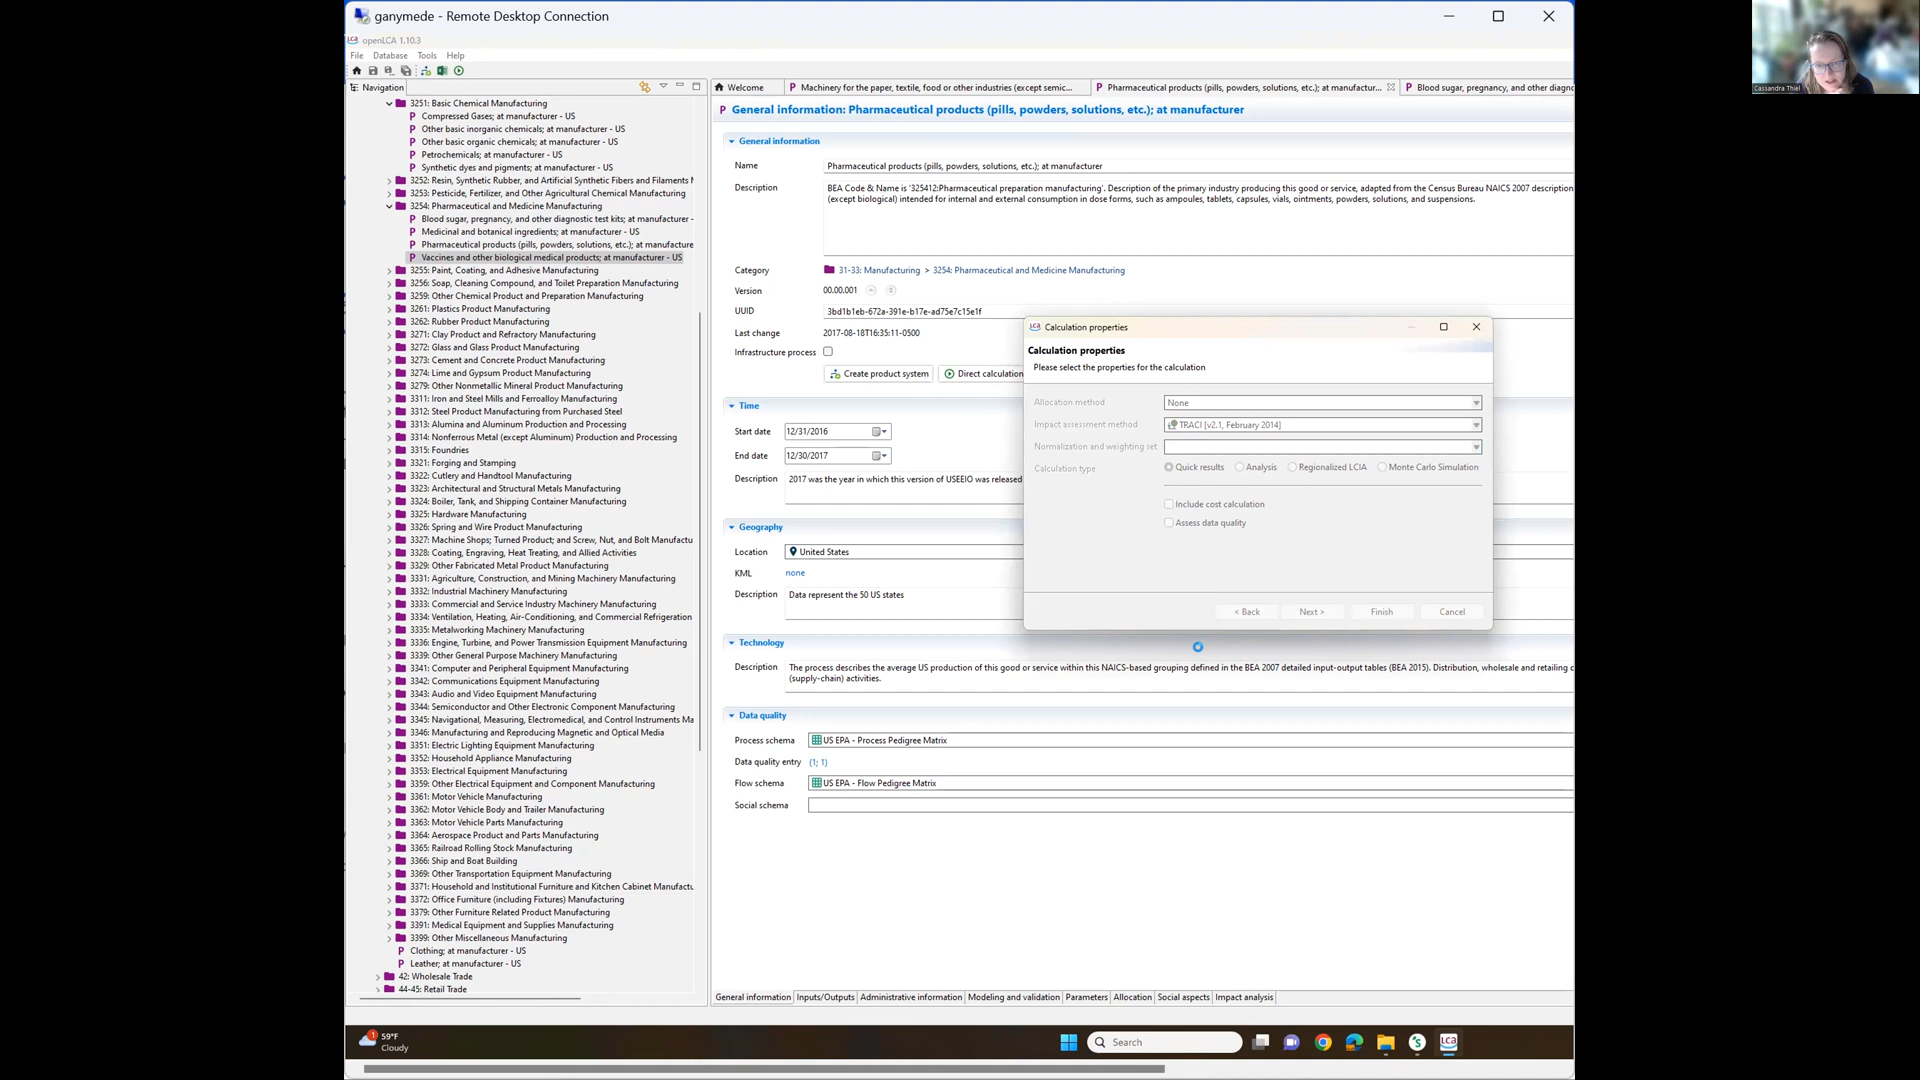 ganymede - Remote Desktop Connection
openLCA 1.10.3
File Database Tools Help
Navigation
3251: Basic Chemical Manufacturing
Compressed Gases; at manufacturer - US
Other basic inorganic chemicals; at manufacturer - US
Other basic organic chemicals; at manufacturer - US
Petrochemicals; at manufacturer - US
Synthetic dyes and pigments; at manufacturer - US
3252: Resin, Synthetic Rubber, and Artificial Synthetic Fibers and Filaments
3253: Pesticide, Fertilizer, and Other Agricultural Chemical Manufacturing
3254: Pharmaceutical and Medicine Manufacturing
Blood sugar, pregnancy, and other diagnostic test kits; at manufacturer -
Medicinal and botanical ingredients; at manufacturer - US
Pharmaceutical products (pills, powders, solutions, etc.); at manufacture
Vaccines and other biological medical products; at manufacturer - US
3255: Paint, Coating, and Adhesive Manufacturing
3256: Soap, Cleaning Compound, and Toilet Preparation Manufacturing
3259: Other Chemical Product and Preparation Manufacturing
3261: Plastics Product Manufacturing
3262: Rubber Product Manufacturing
3271: Clay Product and Refractory Manufacturing
3272: Glass and Glass Product Manufacturing
3273: Cement and Concrete Product Manufacturing
3274: Lime and Gypsum Product Manufacturing
3279: Other Nonmetallic Mineral Product Manufacturing
3311: Iron and Steel Mills and Ferroalloy Manufacturing
3312: Steel Product Manufacturing from Purchased Steel
3313: Alumina and Aluminum Production and Processing
3314: Nonferrous Metal (except Aluminum) Production and Processing
3315: Foundries
3321: Forging and Stamping
3322: Cutlery and Handtool Manufacturing
3323: Architectural and Structural Metals Manufacturing
3324: Boiler, Tank, and Shipping Container Manufacturing
3325: Hardware Manufacturing
3326: Spring and Wire Product Manufacturing
3327: Machine Shops; Turned Product; and Screw, Nut, and Bolt Manufactu
3328: Coating, Engraving, Heat Treating, and Allied Activities
3329: Other Fabricated Metal Product Manufacturing
3331: Agriculture, Construction, and Mining Machinery Manufacturing
3332: Industrial Machinery Manufacturing
3333: Commercial and Service Industry Machinery Manufacturing
3334: Ventilation, Heating, Air-Conditioning, and Commercial Refrigeration
3335: Metalworking Machinery Manufacturing
3336: Engine, Turbine, and Power Transmission Equipment Manufacturing
3339: Other General Purpose Machinery Manufacturing
3341: Computer and Peripheral Equipment Manufacturing
3342: Communications Equipment Manufacturing
3343: Audio and Video Equipment Manufacturing
3344: Semiconductor and Other Electronic Component Manufacturing
3345: Navigational, Measuring, Electromedical, and Control Instruments Ma
3346: Manufacturing and Reproducing Magnetic and Optical Media
3351: Electric Lighting Equipment Manufacturing
3352: Household Appliance Manufacturing
3353: Electrical Equipment Manufacturing
3359: Other Electrical Equipment and Component Manufacturing
3361: Motor Vehicle Manufacturing
3362: Motor Vehicle Body and Trailer Manufacturing
3363: Motor Vehicle Parts Manufacturing
3364: Aerospace Product and Parts Manufacturing
3365: Railroad Rolling Stock Manufacturing
3366: Ship and Boat Building
3369: Other Transportation Equipment Manufacturing
3371: Household and Institutional Furniture and Kitchen Cabinet Manufactu
3372: Office Furniture (including Fixtures) Manufacturing
3379: Other Furniture Related Product Manufacturing
3391: Medical Equipment and Supplies Manufacturing
3399: Other Miscellaneous Manufacturing
Clothing; at manufacturer - US
Leather; at manufacturer - US
42: Wholesale Trade
44-45: Retail Trade
Welcome
Machinery for the paper, textile, food or other industries (except semic...
Pharmaceutical products (pills, powders, solutions, etc.); at manufactur...
Blood sugar, pregnancy, and other diagn
General information: Pharmaceutical products (pills, powders, solutions, etc.); at manufacturer
General information
Name Pharmaceutical products (pills, powders, solutions, etc.); at manufacturer
Description BEA Code & Name is '325412:Pharmaceutical preparation manufacturing'. Description of the primary industry producing this good or service, adapted from the Census Bureau NAICS 2007 description
(except biological) intended for internal and external consumption in dose forms, such as ampoules, tablets, capsules, vials, ointments, powders, solutions, and suspensions.
Category 31-33: Manufacturing > 3254: Pharmaceutical and Medicine Manufacturing
Version 00.00.001
UUID 3bd1b1eb-672a-391e-b17e-ad75e7c15e1f
Last change 2017-08-18T16:35:11-0500
Infrastructure process
Create product system Direct calculation
Time
Start date 12/31/2016
End date 12/30/2017
Description 2017 was the year in which this version of USEEIO was released
Geography
Location United States
KML none
Description Data represent the 50 US states
Technology
Description The process describes the average US production of this good or service within this NAICS-based grouping defined in the BEA 2007 detailed input-output tables (BEA 2015). Distribution, wholesale and retailing c
(supply-chain) activities.
Data quality
Process schema US EPA - Process Pedigree Matrix
Data quality entry (1; 1)
Flow schema US EPA - Flow Pedigree Matrix
Social schema
General information Inputs/Outputs Administrative information Modeling and validation Parameters Allocation Social aspects Impact analysis
Calculation properties
Calculation properties
Please select the properties for the calculation
Allocation method None
Impact assessment method TRACI [v2.1, February 2014]
Normalization and weighting set
Calculation type Quick results Analysis Regionalized LCIA Monte Carlo Simulation
Include cost calculation
Assess data quality
< Back Next > Finish Cancel
1
59°F
Cloudy
Search
LCA
Cassandra Thiel